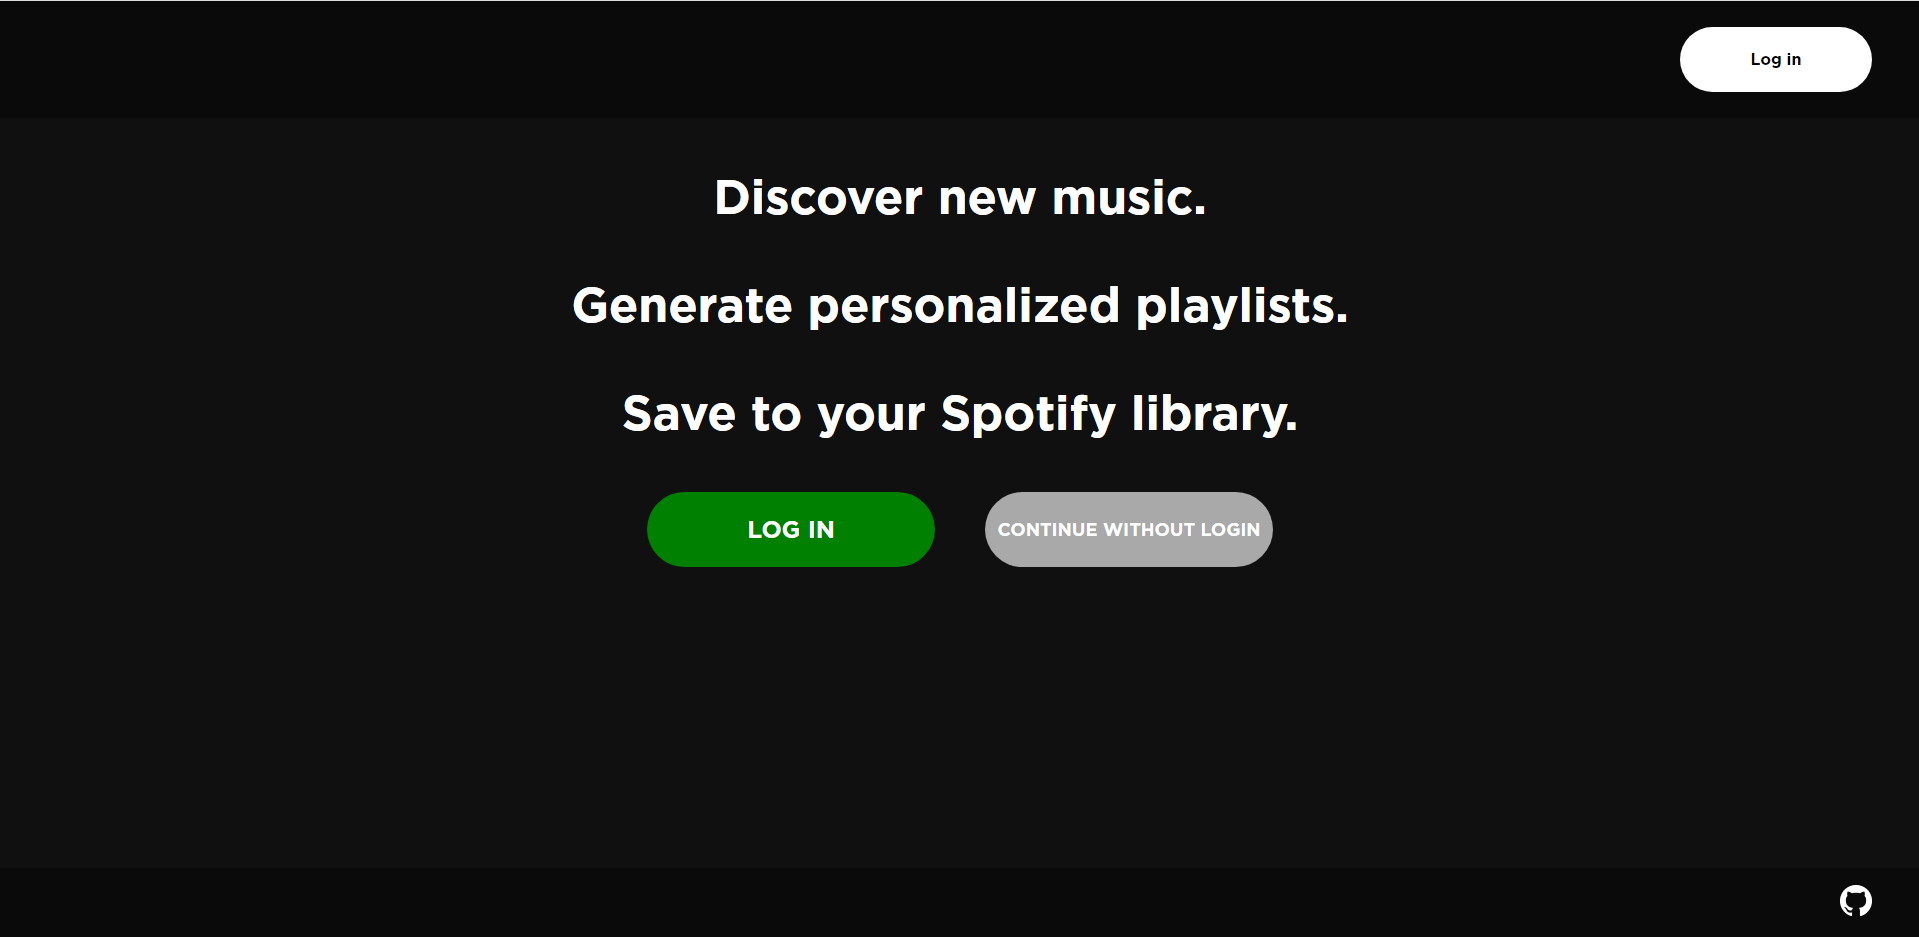 Log in
Discover new music.
Generate personalized playlists.
Save to your Spotify library.
LOG IN
CONTINUE WITHOUT LOGIN